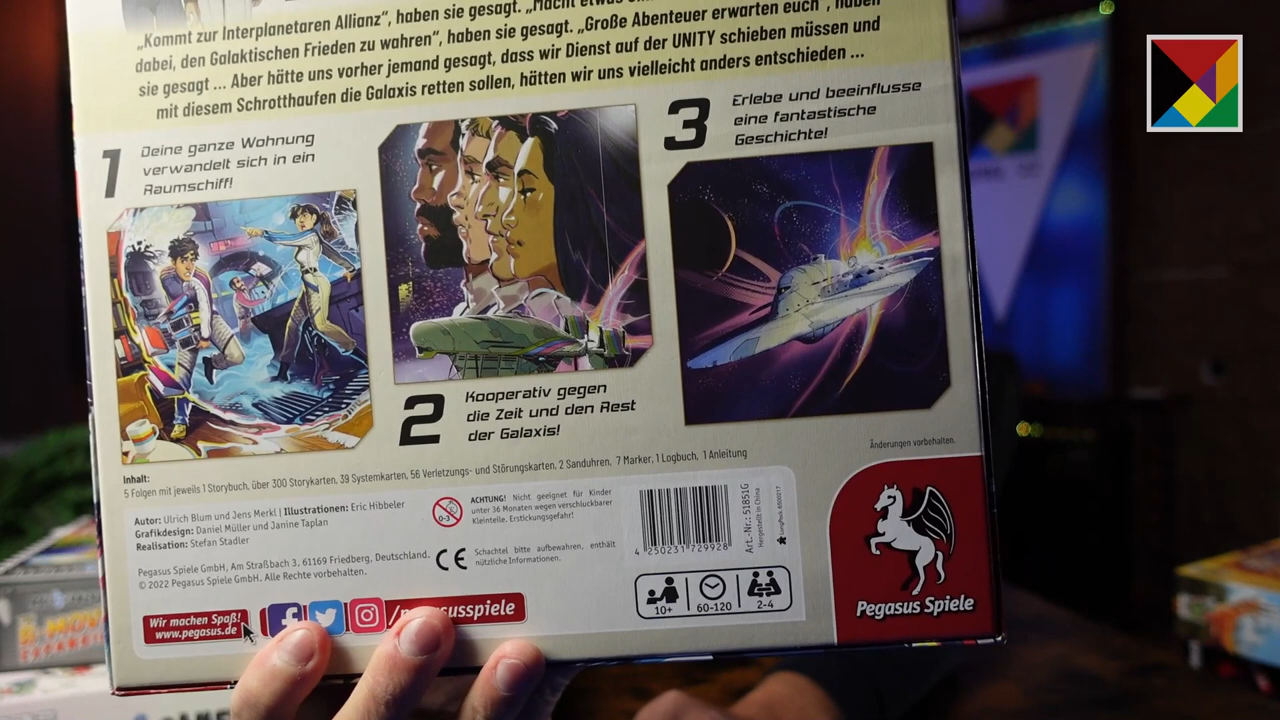 „Kommt zur Interplanetaren Allianz“, haben sie gesagt. „Macht etwas
dabei, den Galaktischen Frieden zu wahren“, haben sie gesagt. „Große Abenteuer erwarten euch“, haben
sie gesagt ... Aber hätte uns vorher jemand gesagt, dass wir Dienst auf der UNITY schieben müssen und
mit diesem Schrotthaufen die Galaxis retten sollen, hätten wir uns vielleicht anders entschieden ...
1 Deine ganze Wohnung
verwandelt sich in ein
Raumschiff!
3 Erlebe und beeinflusse
eine fantastische
Geschichte!
2 Kooperativ gegen
die Zeit und den Rest
der Galaxis!
Änderungen vorbehalten.
Inhalt:
5 Folgen mit jeweils 1 Storybuch, über 300 Storykarten, 39 Systemkarten, 56 Verletzungs- und Störungskarten, 2 Sanduhren, 7 Marker, 1 Logbuch, 1 Anleitung
Autor: Ulrich Blum und Jens Merkl | Illustrationen: Eric Hibbeler
Grafikdesign: Daniel Müller und Janine Taplan
Realisation: Stefan Stadler
Pegasus Spiele GmbH, Am Straßbach 3, 61169 Friedberg, Deutschland.
© 2022 Pegasus Spiele GmbH. Alle Rechte vorbehalten.
0-3
ACHTUNG! Nicht geeignet für Kinder
unter 36 Monaten wegen verschluckbarer
Kleinteile. Erstickungsgefahr!
CE
Schachtel bitte aufbewahren, enthält
nützliche Informationen.
4 250231 729928
Art.-Nr.: 51851G
Hergestellt in China
10+ 60-120 2-4
Wir machen Spaß!
www.pegasus.de
Pegasus Spiele